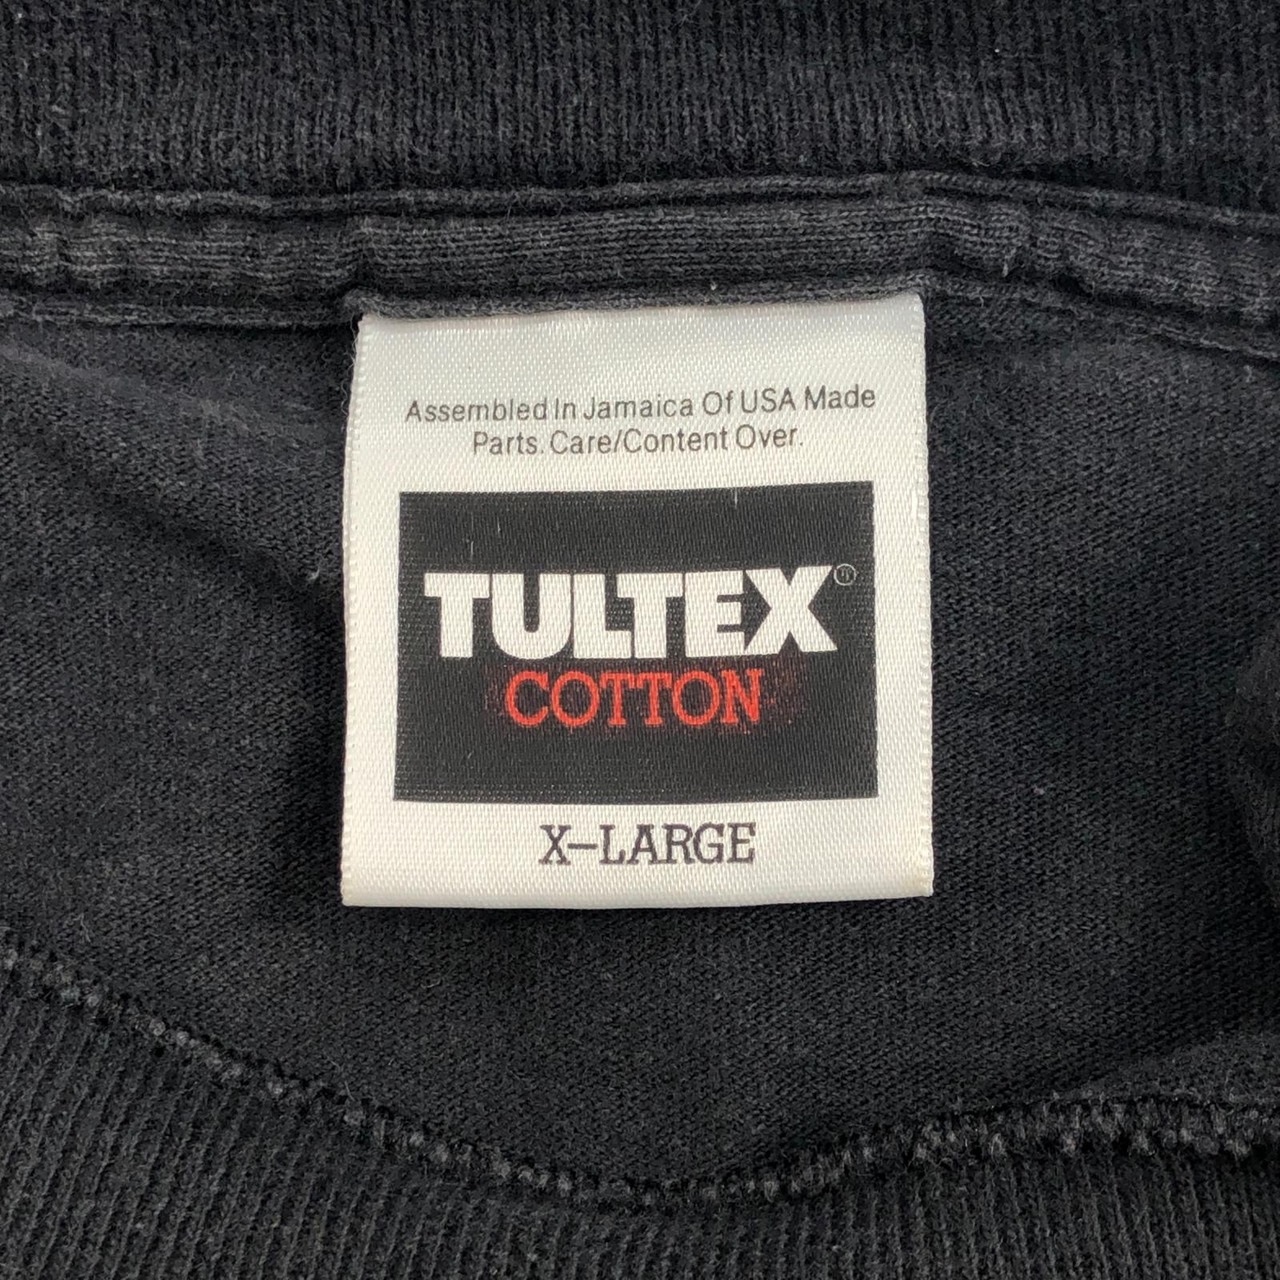 Assembled In Jamaica Of USA Made
Parts. Care/Content Over.
TULTEX®
COTTON
X-LARGE